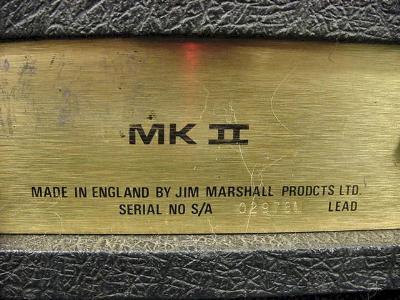 MK II
MADE IN ENGLAND BY JIM MARSHALL PRODCTS LTD.
SERIAL NO S/A LEAD